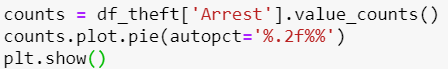 counts = df_theft['Arrest'].value_counts()
counts.plot.pie(autopct='%.2f%%')
plt.show()